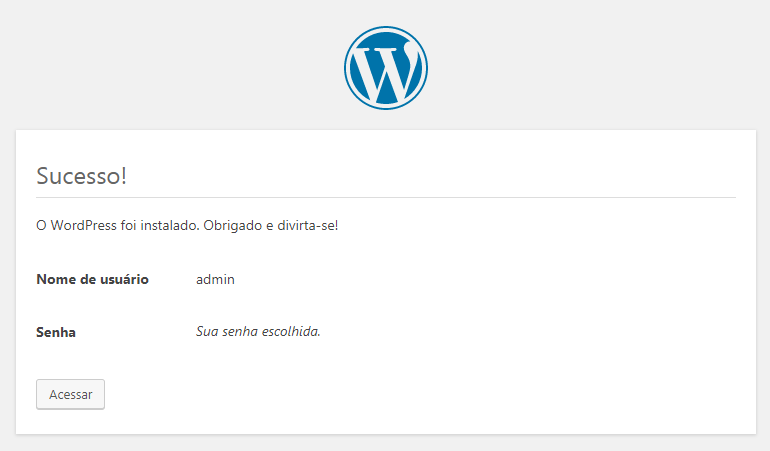 Sucesso!
O WordPress foi instalado. Obrigado e divirta-se!
Nome de usuário admin
Senha Sua senha escolhida.
Acessar